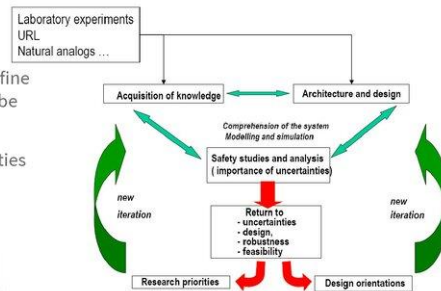 Laboratory experiments
URL
Natural analogs ...
fine
be
ties
Acquisition of knowledge
Architecture and design
Comprehension of the system
Modelling and simulation
Safety studies and analysis
( importance of uncertainties)
new
iteration
Return to
- uncertainties
- design,
- robustness
- feasibility
new
iteration
Research priorities
Design orientations